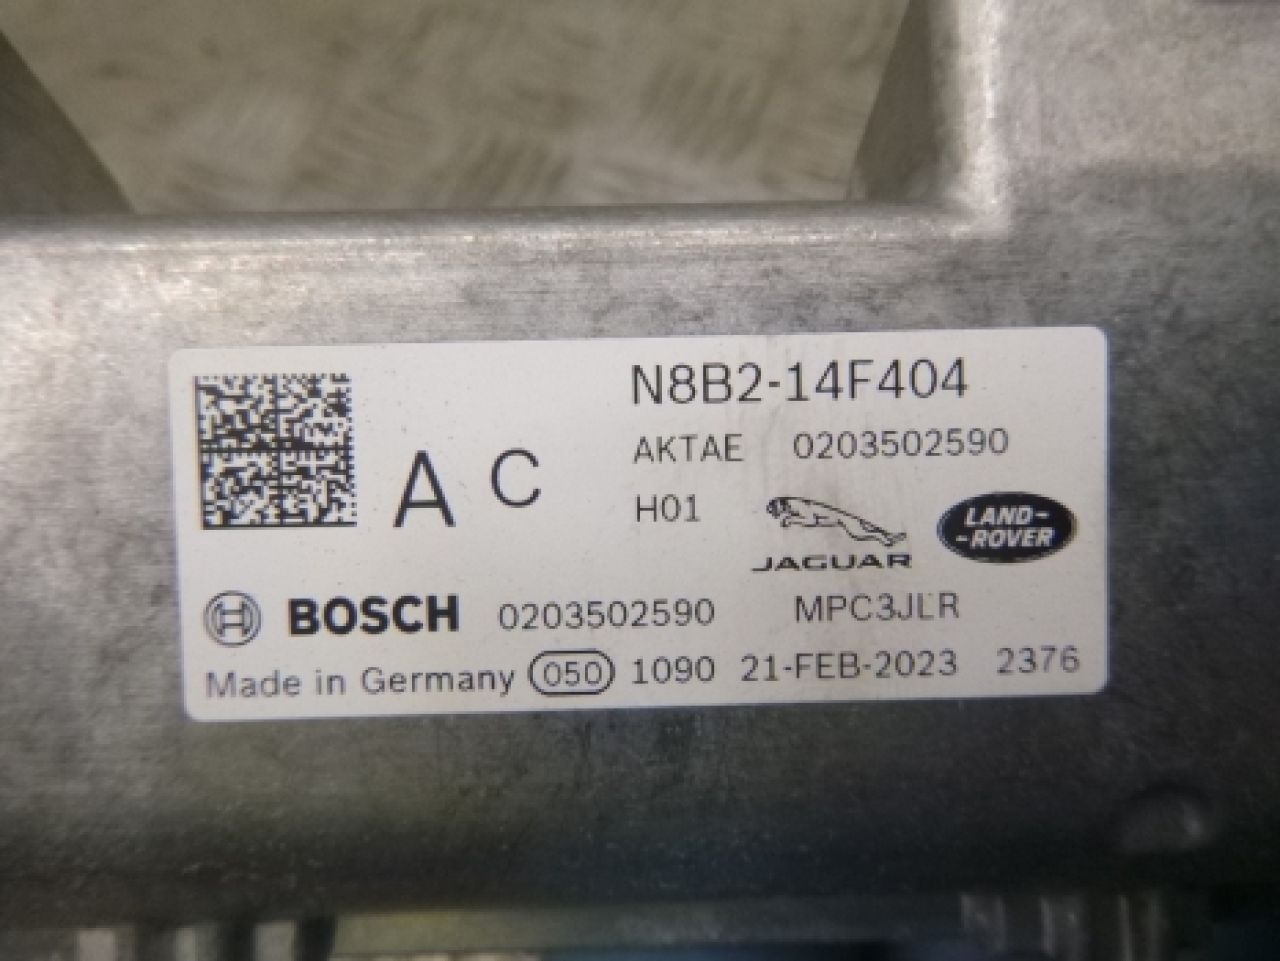 N8B2-14F404
AKTAE 0203502590
A C
H01
JAGUAR
LAND-
-ROVER
BOSCH 0203502590 MPC3JLR
Made in Germany 050 1090 21-FEB-2023 2376